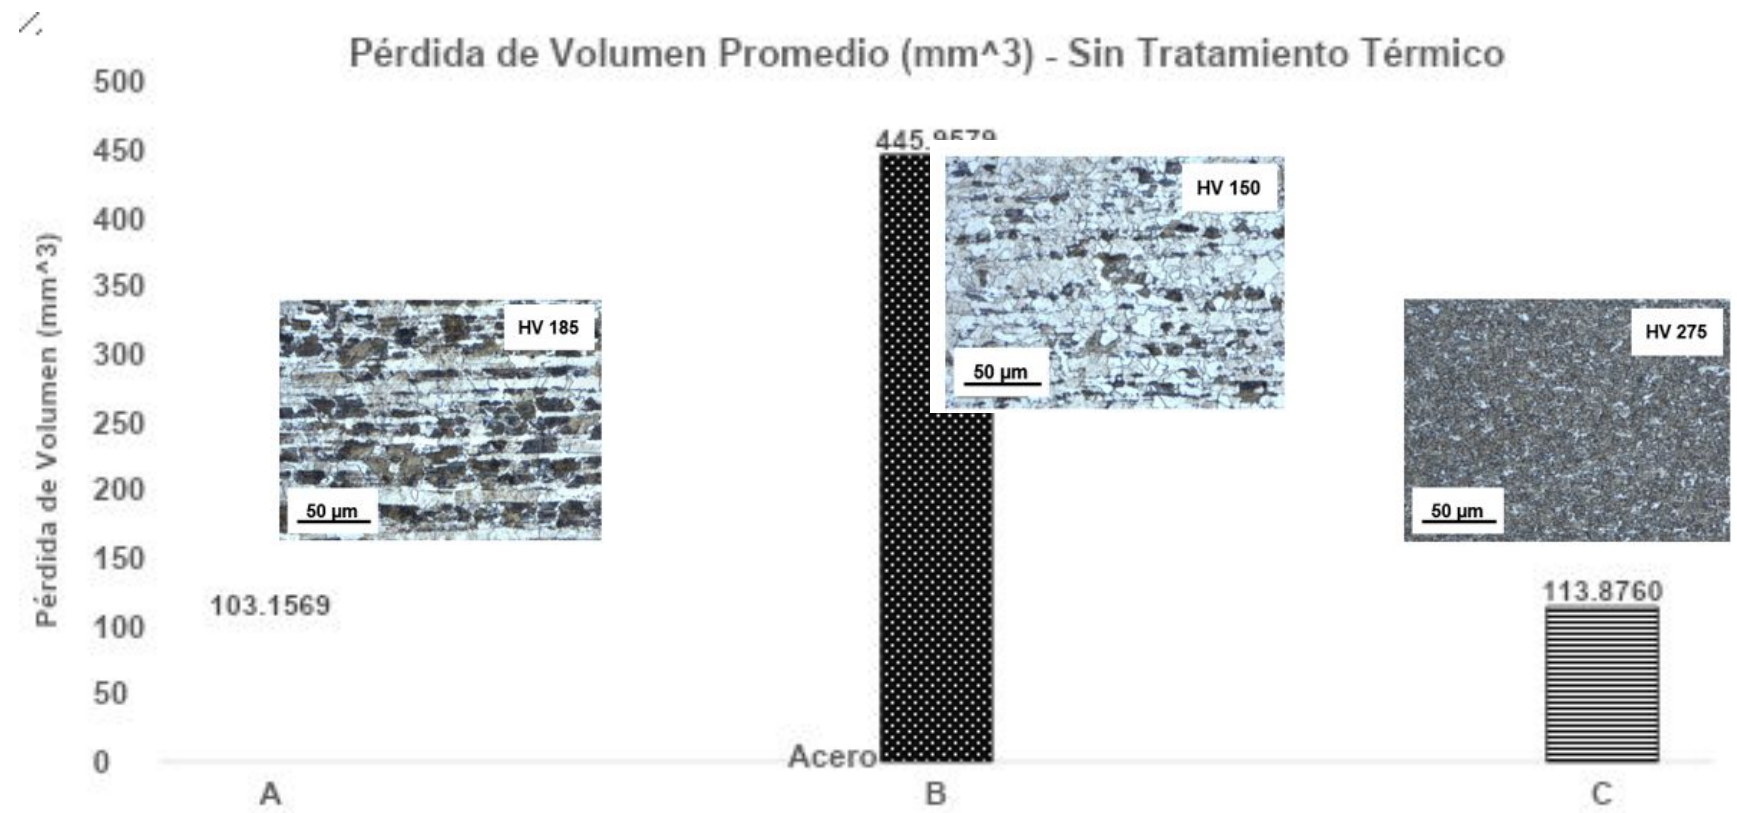 Pérdida de Volumen Promedio (mm^3) - Sin Tratamiento Térmico
Pérdida de Volumen (mm^3)
500
450
400
350
300
250
200
150
100
50
0
103.1569
445.9579
113.8760
HV 185
50 µm
HV 150
50 µm
HV 275
50 µm
Acero
A
B
C